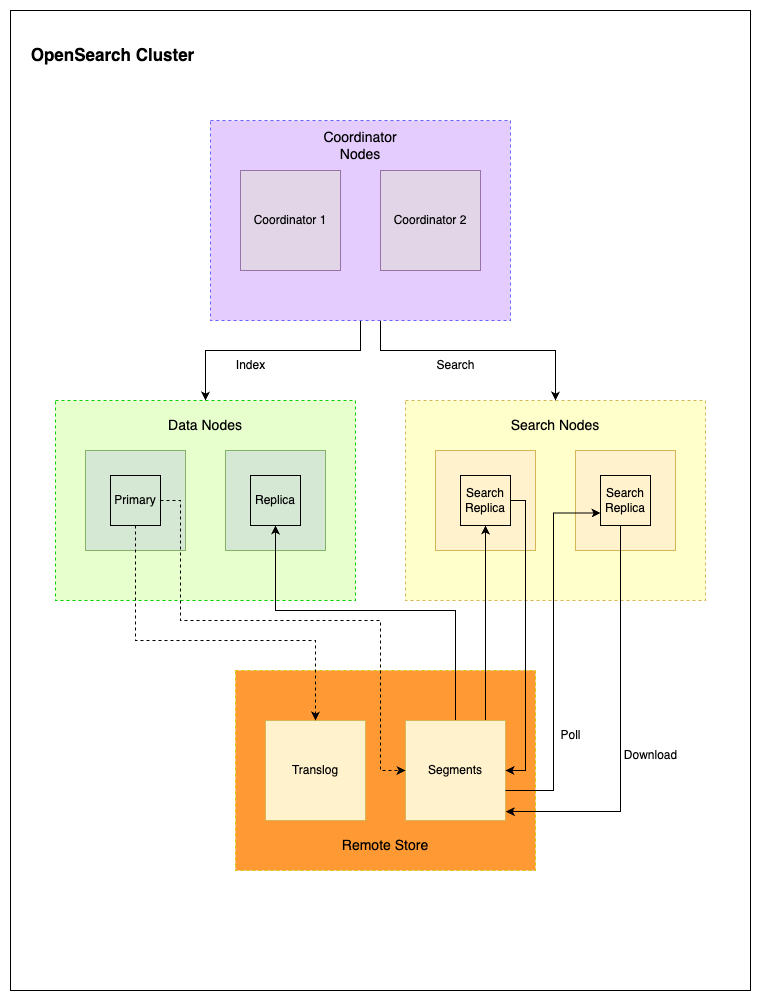 OpenSearch Cluster
Coordinator
Nodes
Coordinator 1
Coordinator 2
Index
Search
Data Nodes
Primary
Replica
Search Nodes
Search
Replica
Search
Replica
Poll
Download
Translog
Segments
Remote Store